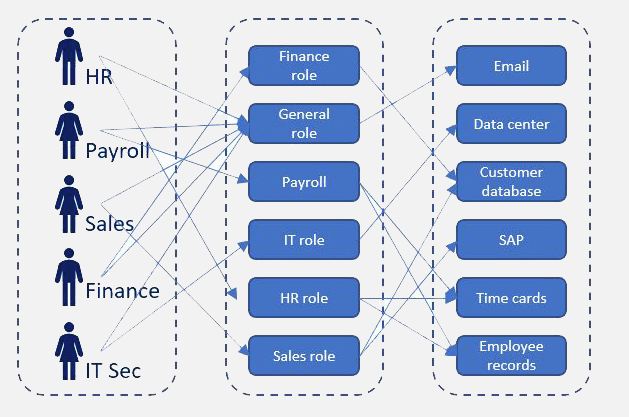 HR
Payroll
Sales
Finance
IT Sec
Finance
role
General
role
Payroll
IT role
HR role
Sales role
Email
Data center
Customer
database
SAP
Time cards
Employee
records